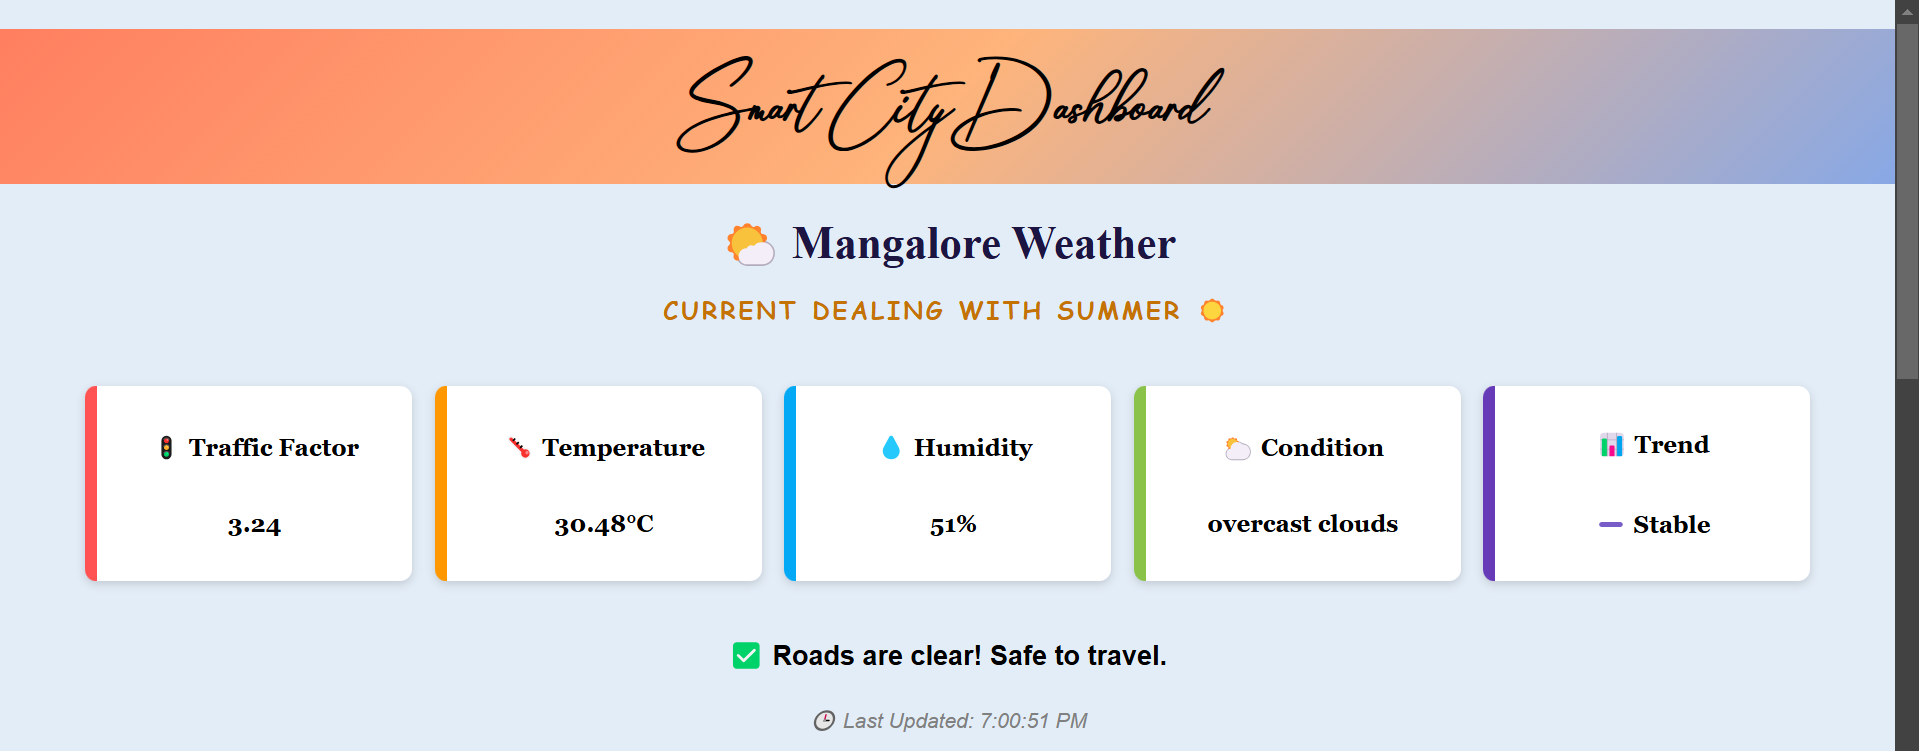 Smart City Dashboard
Mangalore Weather
CURRENT DEALING WITH SUMMER
Traffic Factor
3.24
Temperature
30.48°C
Humidity
51%
Condition
overcast clouds
Trend
Stable
Roads are clear! Safe to travel.
Last Updated: 7:00:51 PM